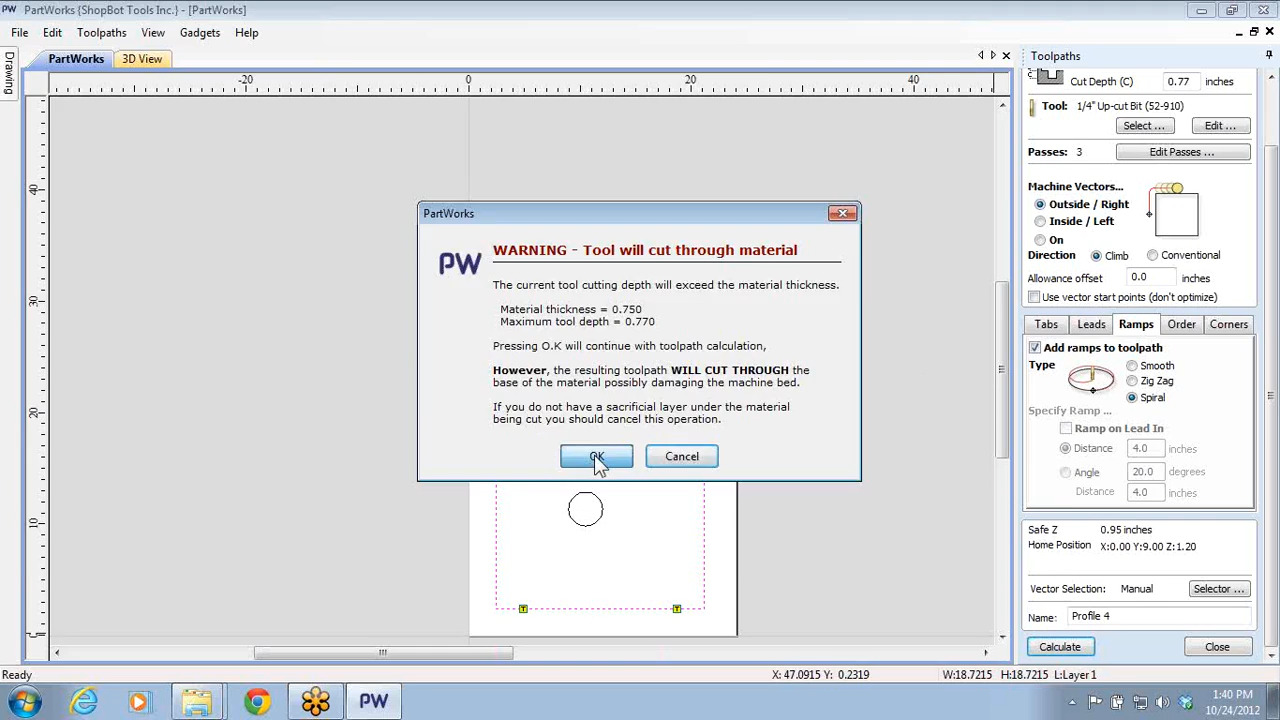 PW PartWorks {ShopBot Tools Inc.} - [PartWorks]
File Edit Toolpaths View Gadgets Help
PartWorks 3D View
Drawing
-20 0 20 40
40
30
20
10
PartWorks
PW
WARNING - Tool will cut through material
The current tool cutting depth will exceed the material thickness.
Material thickness = 0.750
Maximum tool depth = 0.770
Pressing O.K will continue with toolpath calculation,
However, the resulting toolpath WILL CUT THROUGH the
base of the material possibly damaging the machine bed.
If you do not have a sacrificial layer under the material
being cut you should cancel this operation.
OK Cancel
T T
Toolpaths
Cut Depth (C) 0.77 inches
Tool: 1/4" Up-cut Bit (52-910)
Select ... Edit ...
Passes: 3 Edit Passes ...
Machine Vectors...
Outside / Right
Inside / Left
On
Direction Climb Conventional
Allowance offset 0.0 inches
Use vector start points (don't optimize)
Tabs Leads Ramps Order Corners
Add ramps to toolpath
Type Smooth
Zig Zag
Spiral
Specify Ramp ...
Ramp on Lead In
Distance 4.0 inches
Angle 20.0 degrees
Distance 4.0 inches
Safe Z 0.95 inches
Home Position X:0.00 Y:9.00 Z:1.20
Vector Selection: Manual Selector ...
Name: Profile 4
Calculate Close
Ready X: 47.0915 Y: 0.2319 W:18.7215 H:18.7215 L:Layer 1
PW
1:40 PM
10/24/2012